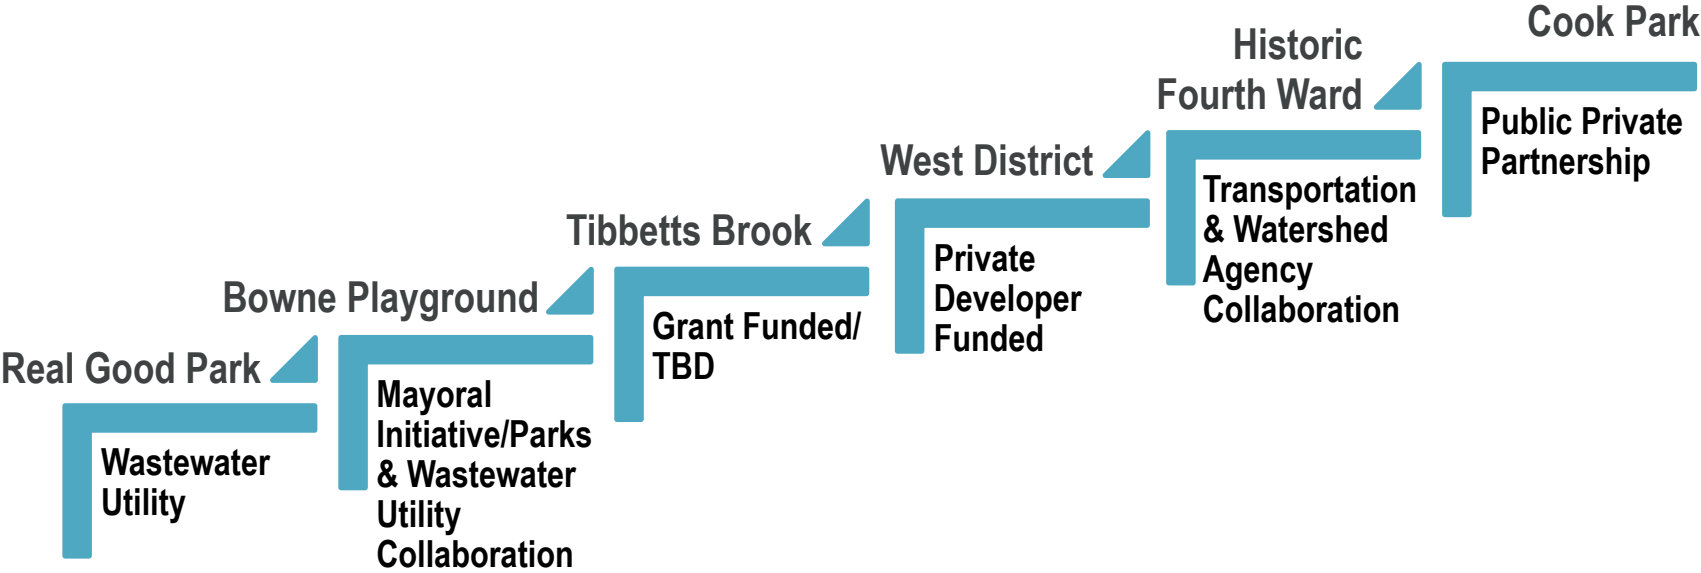 Real Good Park
Wastewater
Utility
Bowne Playground
Mayoral
Initiative/Parks
& Wastewater
Utility
Collaboration
Tibbetts Brook
Grant Funded/
TBD
West District
Private
Developer
Funded
Historic
Fourth Ward
Transportation
& Watershed
Agency
Collaboration
Cook Park
Public Private
Partnership